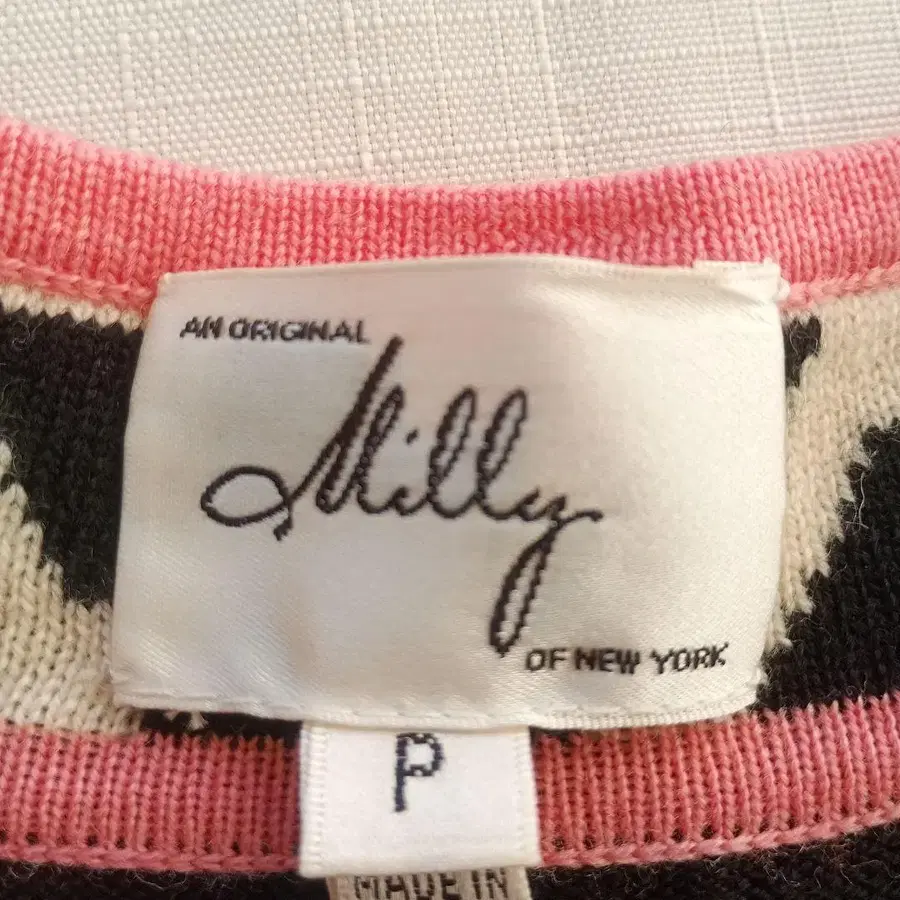 AN ORIGINAL
Milly
OF NEW YORK
P
MADE IN